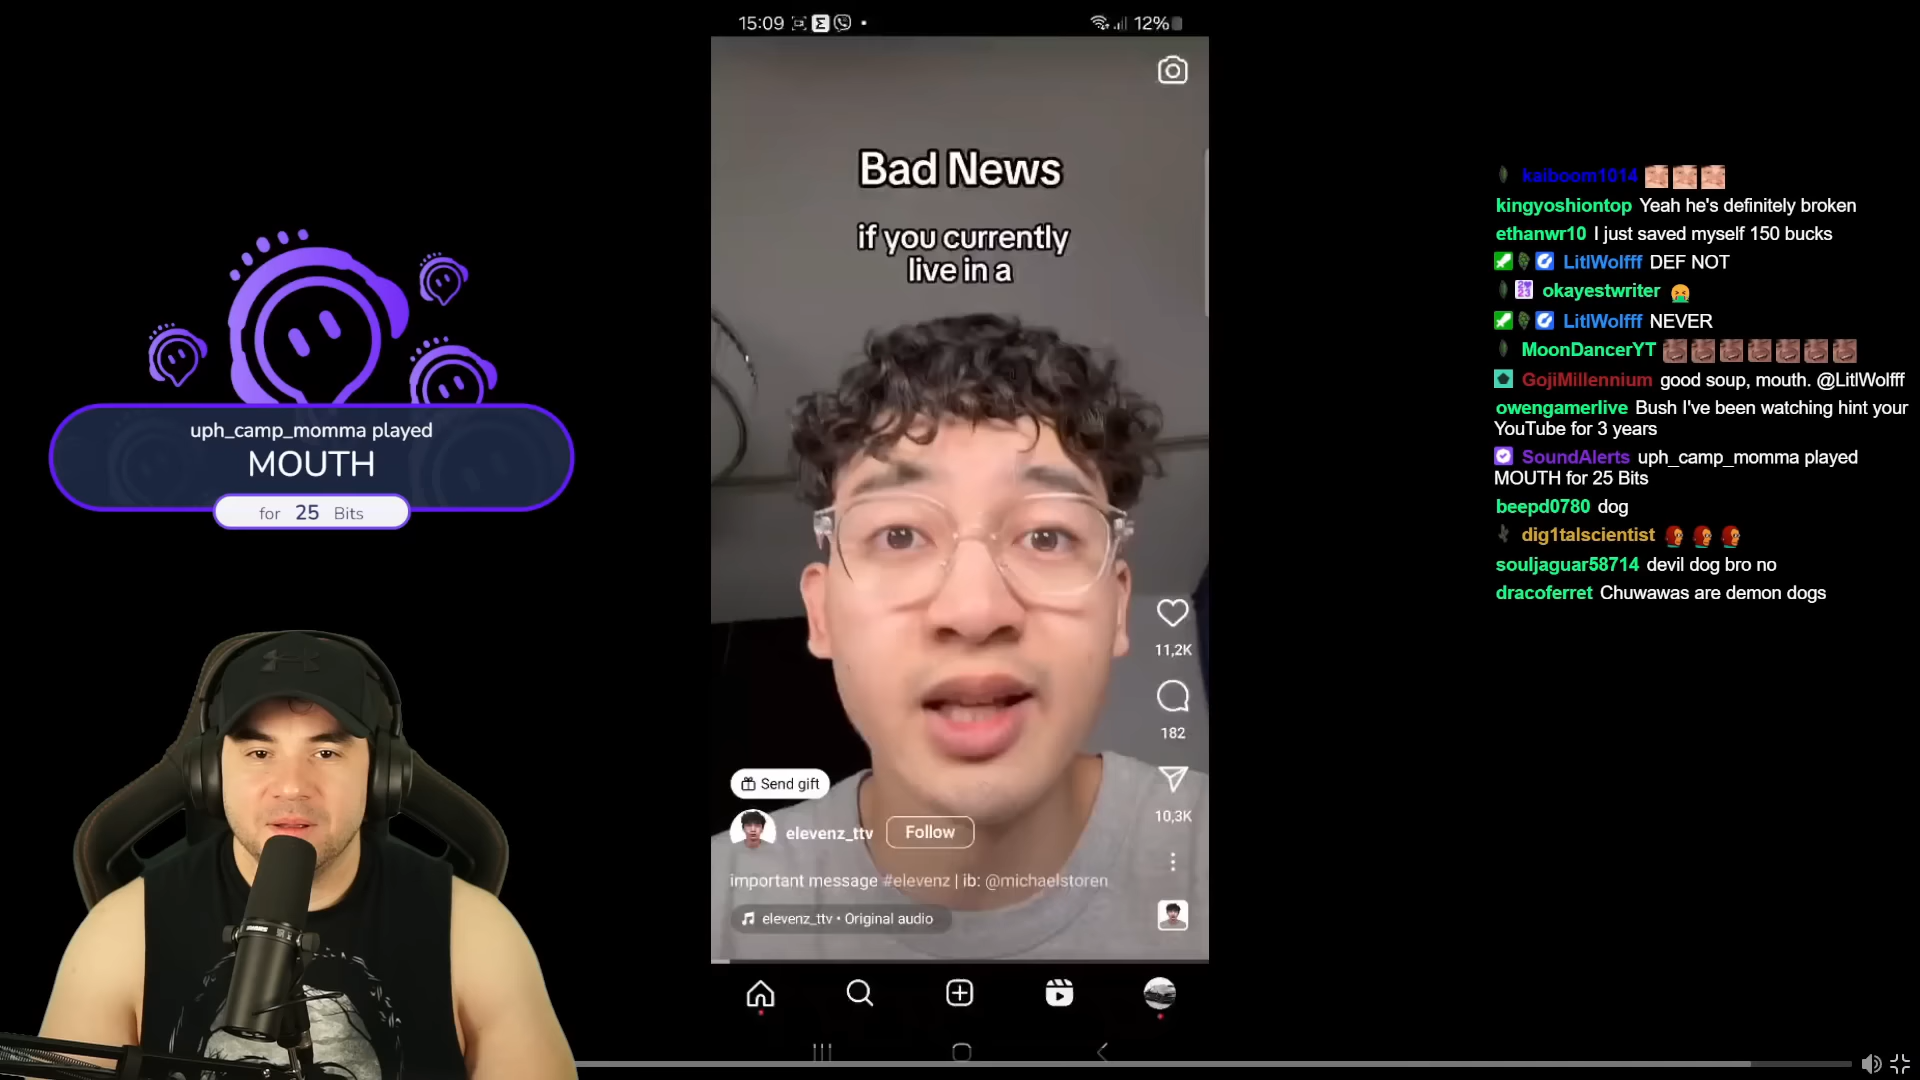 15:09
12%
Bad News
if you currently
live in a
11,2K
182
10,3K
Send gift
elevenz_ttv
Follow
important message #elevenz | ib: @michaelstoren
elevenz_ttv • Original audio
uph_camp_momma played
MOUTH
for 25 Bits
kaiboom1014
kingyoshiontop Yeah he's definitely broken
ethanwr10 I just saved myself 150 bucks
LitlWolfff DEF NOT
okayestwriter
LitlWolfff NEVER
MoonDancerYT
GojiMillennium good soup, mouth. @LitlWolfff
owengamerlive Bush I've been watching hint your
YouTube for 3 years
SoundAlerts uph_camp_momma played
MOUTH for 25 Bits
beepd0780 dog
dig1talscientist
souljaguar58714 devil dog bro no
dracoferret Chuwawas are demon dogs